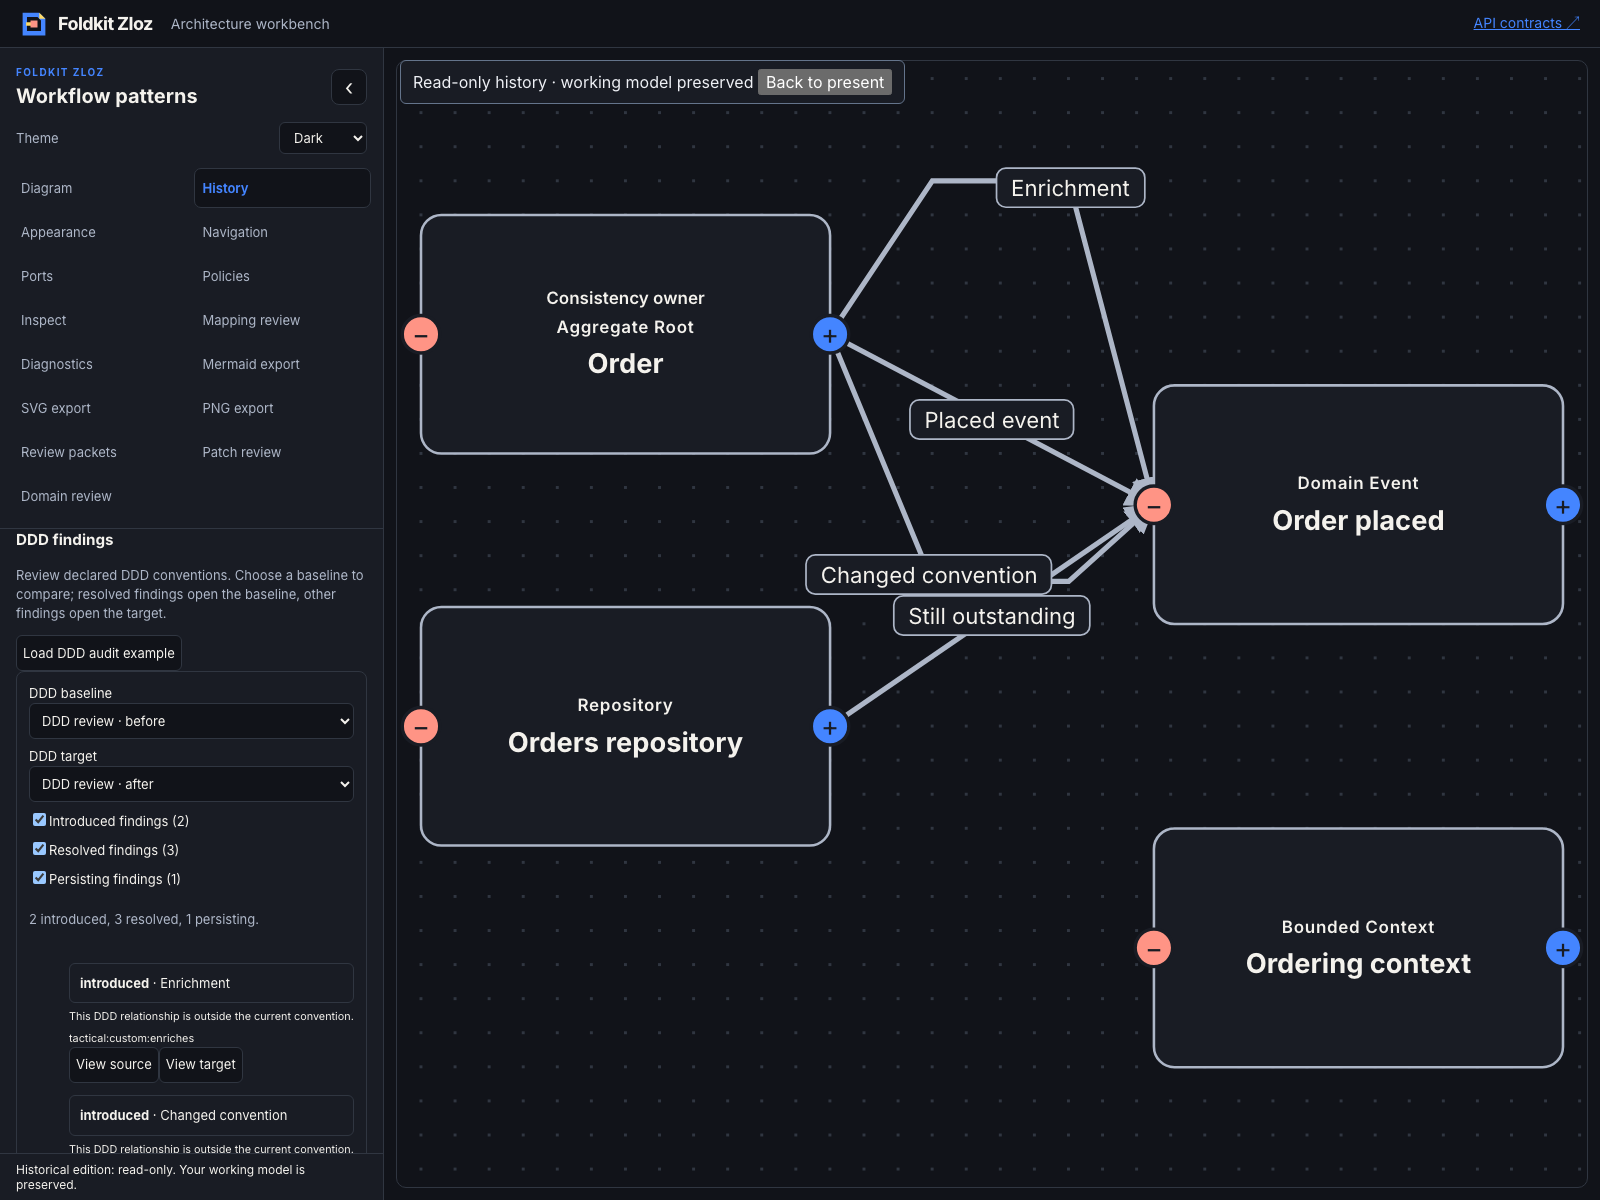 Foldkit Zloz
Architecture workbench
API contracts ↗
FOLDKIT ZLOZ
Workflow patterns
Theme
Dark
Diagram
History
Appearance
Navigation
Ports
Policies
Inspect
Mapping review
Diagnostics
Mermaid export
SVG export
PNG export
Review packets
Patch review
Domain review
DDD findings
Review declared DDD conventions. Choose a baseline to
compare; resolved findings open the baseline, other
findings open the target.
Load DDD audit example
DDD baseline
DDD review · before
DDD target
DDD review · after
Introduced findings (2)
Resolved findings (3)
Persisting findings (1)
2 introduced, 3 resolved, 1 persisting.
introduced · Enrichment
This DDD relationship is outside the current convention.
tactical:custom:enriches
View source
View target
introduced · Changed convention
This DDD relationship is outside the current convention.
Historical edition: read-only. Your working model is
preserved.
Read-only history · working model preserved
Back to present
Enrichment
Consistency owner
Aggregate Root
Order
−
+
Placed event
Domain Event
Order placed
−
+
Changed convention
Still outstanding
Repository
Orders repository
−
+
Bounded Context
Ordering context
−
+